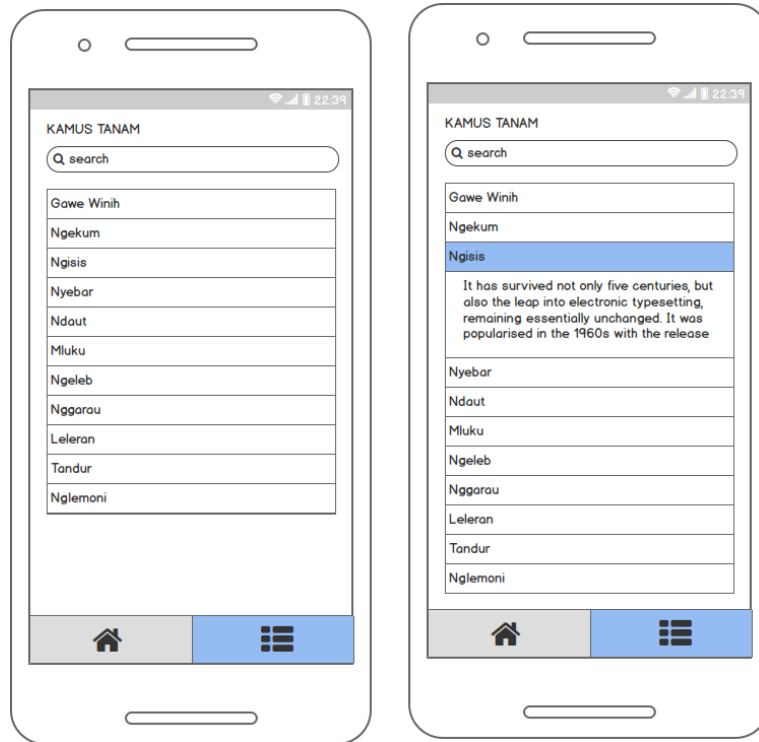 22:39
KAMUS TANAM
search
Gawe Winih
Ngekum
Ngisis
Nyebar
Ndaut
Mluku
Ngeleb
Nggarau
Leleran
Tandur
Nglemoni
22:39
KAMUS TANAM
search
Gawe Winih
Ngekum
Ngisis
It has survived not only five centuries, but
also the leap into electronic typesetting,
remaining essentially unchanged. It was
popularised in the 1960s with the release
Nyebar
Ndaut
Mluku
Ngeleb
Nggarau
Leleran
Tandur
Nglemoni